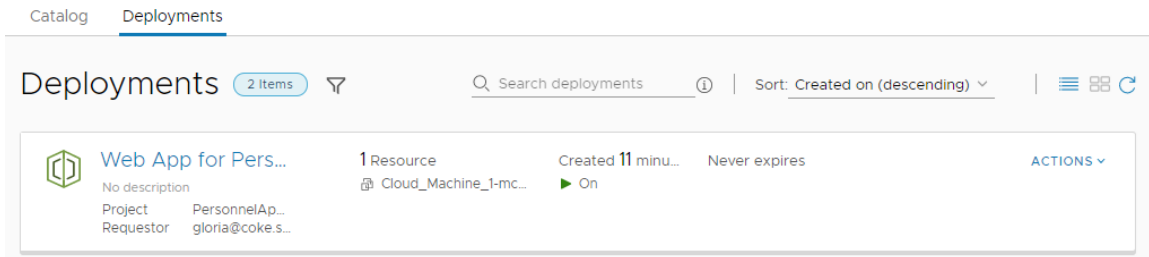 Catalog Deployments
Deployments 2 Items Search deployments Sort: Created on (descending)
Web App for Pers... 1 Resource Created 11 minu... Never expires ACTIONS
No description Cloud_Machine_1-mc... On
Project PersonnelAp...
Requestor gloria@coke.s...